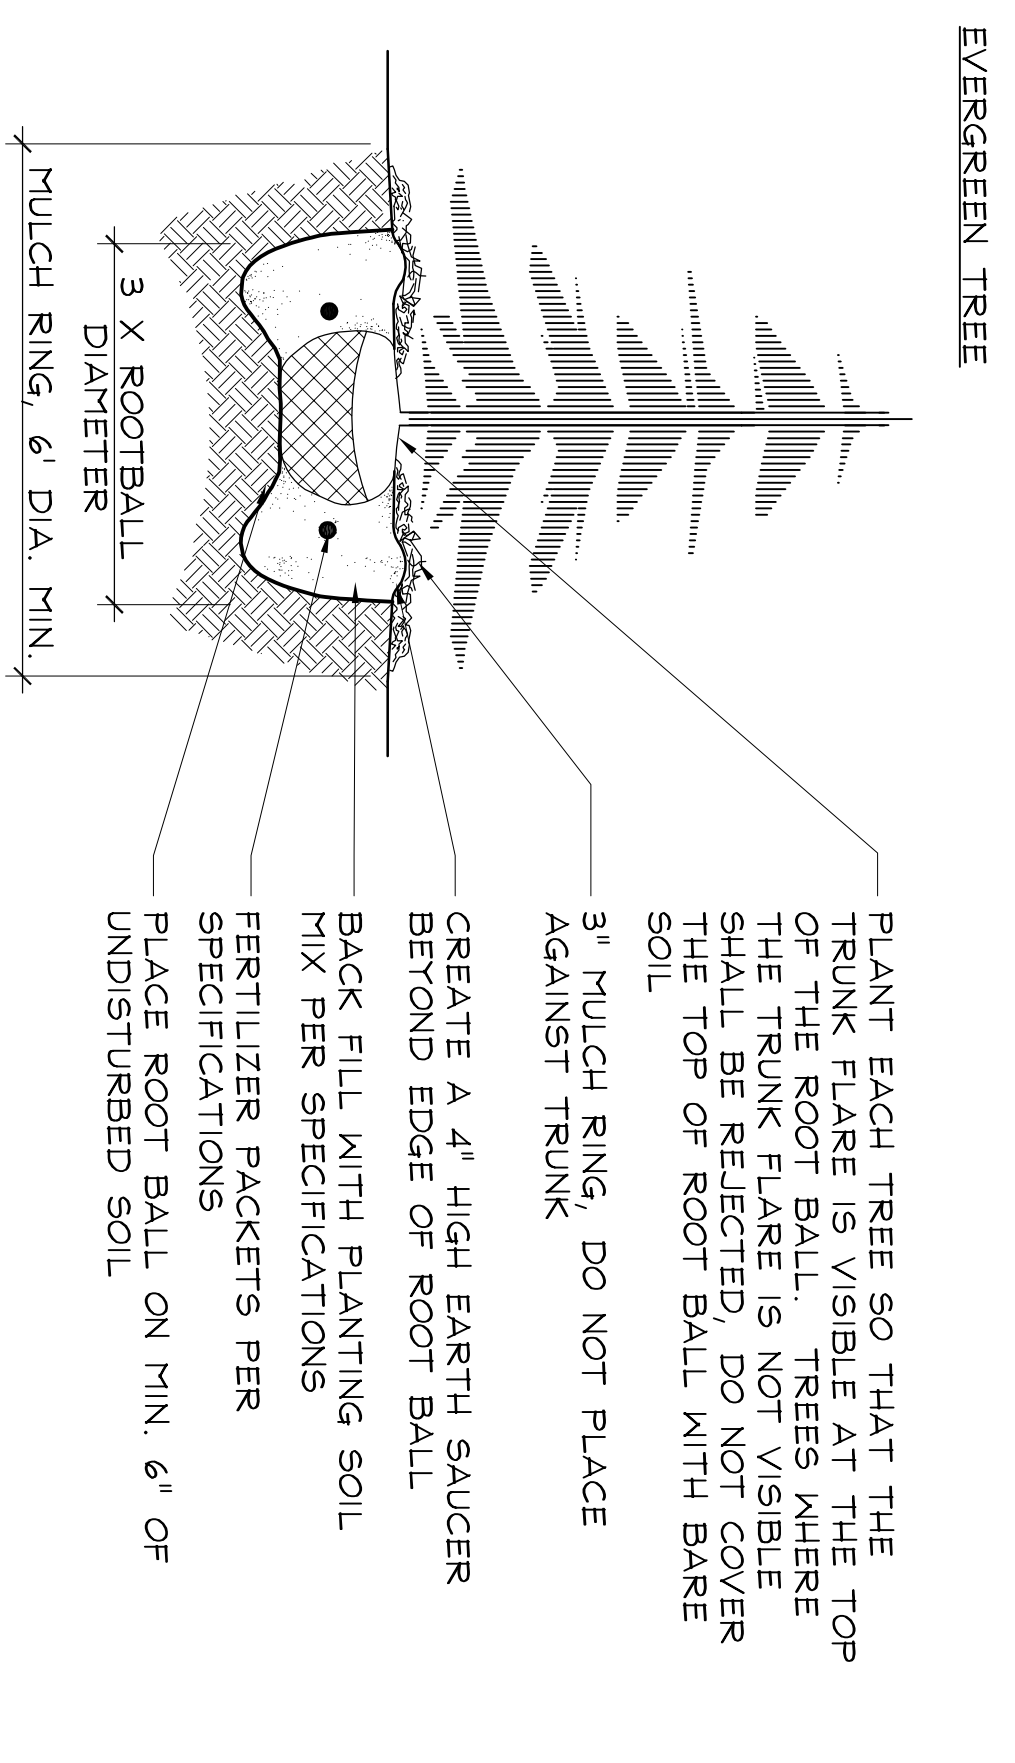 EVERGREEN TREE
PLANT EACH TREE SO THAT THE
TRUNK FLARE IS VISIBLE AT THE TOP
OF THE ROOT BALL. TREES WHERE
THE TRUNK FLARE IS NOT VISIBLE
SHALL BE REJECTED, DO NOT COVER
THE TOP OF ROOT BALL WITH BARE
SOIL
3" MULCH RING, DO NOT PLACE
AGAINST TRUNK
CREATE A 4" HIGH EARTH SAUCER
BEYOND EDGE OF ROOT BALL
BACK FILL WITH PLANTING SOIL
MIX PER SPECIFICATIONS
FERTILIZER PACKETS PER
SPECIFICATIONS
PLACE ROOT BALL ON MIN. 6" OF
UNDISTURBED SOIL
3 X ROOTBALL
DIAMETER
MULCH RING, 6' DIA. MIN.